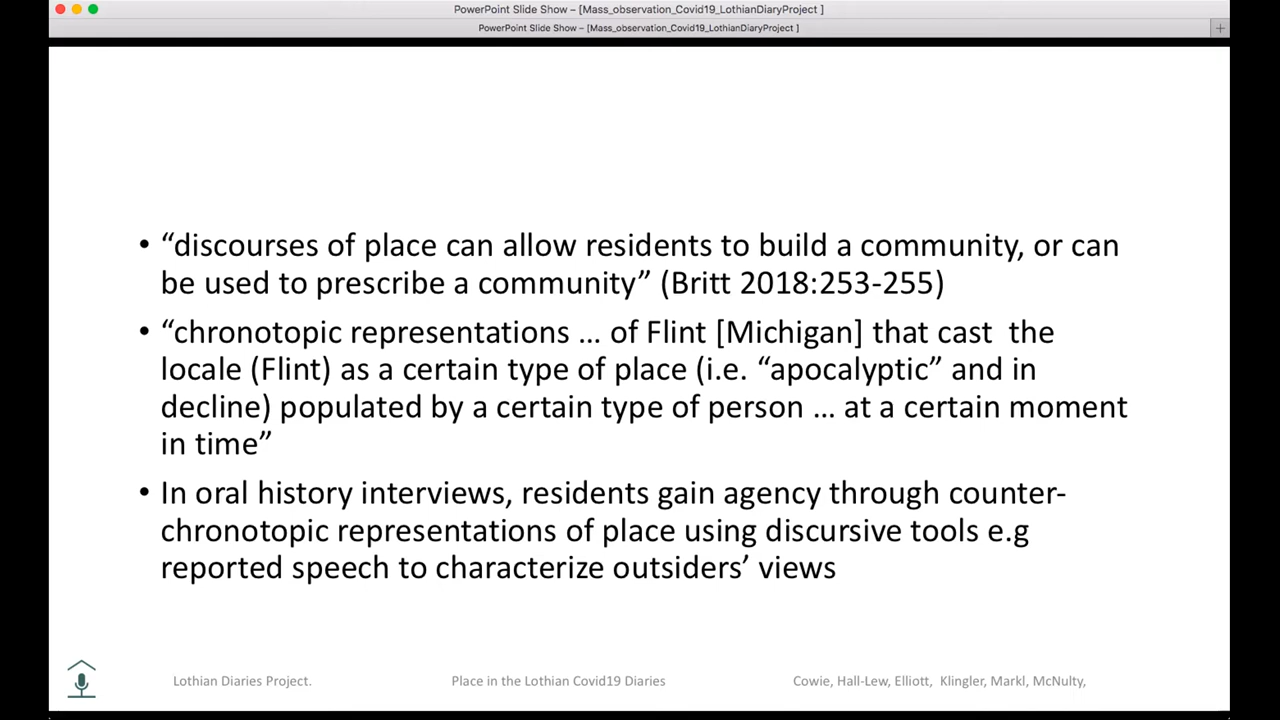 PowerPoint Slide Show – [Mass_observation_Covid19_LothianDiaryProject ]
PowerPoint Slide Show – [Mass_observation_Covid19_LothianDiaryProject ]
• “discourses of place can allow residents to build a community, or can
be used to prescribe a community” (Britt 2018:253-255)
• “chronotopic representations … of Flint [Michigan] that cast  the
locale (Flint) as a certain type of place (i.e. “apocalyptic” and in
decline) populated by a certain type of person … at a certain moment
in time”
• In oral history interviews, residents gain agency through counter-
chronotopic representations of place using discursive tools e.g
reported speech to characterize outsiders’ views
Lothian Diaries Project. Place in the Lothian Covid19 Diaries Cowie, Hall-Lew, Elliott,  Klingler, Markl, McNulty,